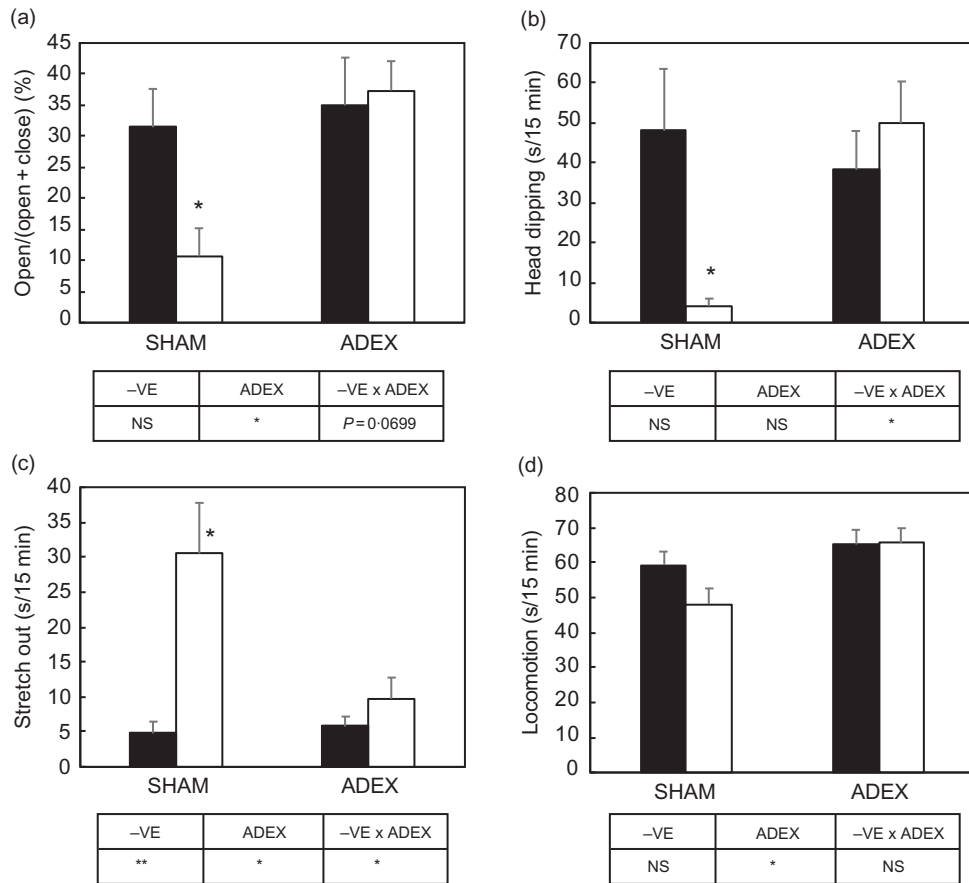 (a)
Open/(open + close) (%)
45
40
35
30
25
20
15
10
5
0
*
SHAM ADEX
–VE ADEX –VE x ADEX
NS * P = 0·0699
(b)
Head dipping (s/15 min)
70
60
50
40
30
20
10
0
*
SHAM ADEX
–VE ADEX –VE x ADEX
NS NS *
(c)
Stretch out (s/15 min)
40
35
30
25
20
15
10
5
0
*
SHAM ADEX
–VE ADEX –VE x ADEX
** * *
(d)
Locomotion (s/15 min)
80
70
60
50
40
30
20
10
0
SHAM ADEX
–VE ADEX –VE x ADEX
NS * NS